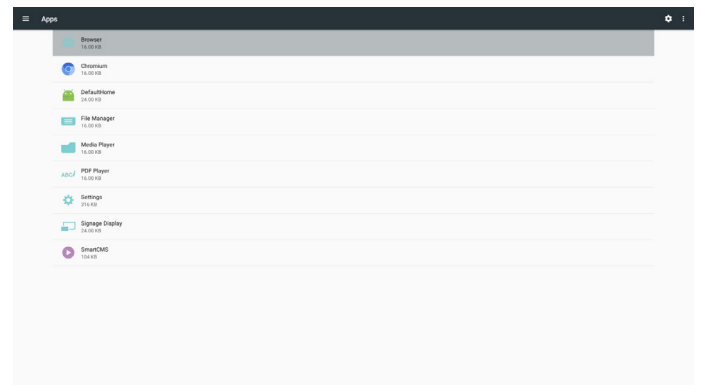 Apps
Browser
16.00 KB
Chromium
16.00 KB
DefaultHome
24.00 KB
File Manager
16.00 KB
Media Player
16.00 KB
ABC
PDF Player
16.00 KB
Settings
316 KB
Signage Display
24.00 KB
SmartCMS
104 KB